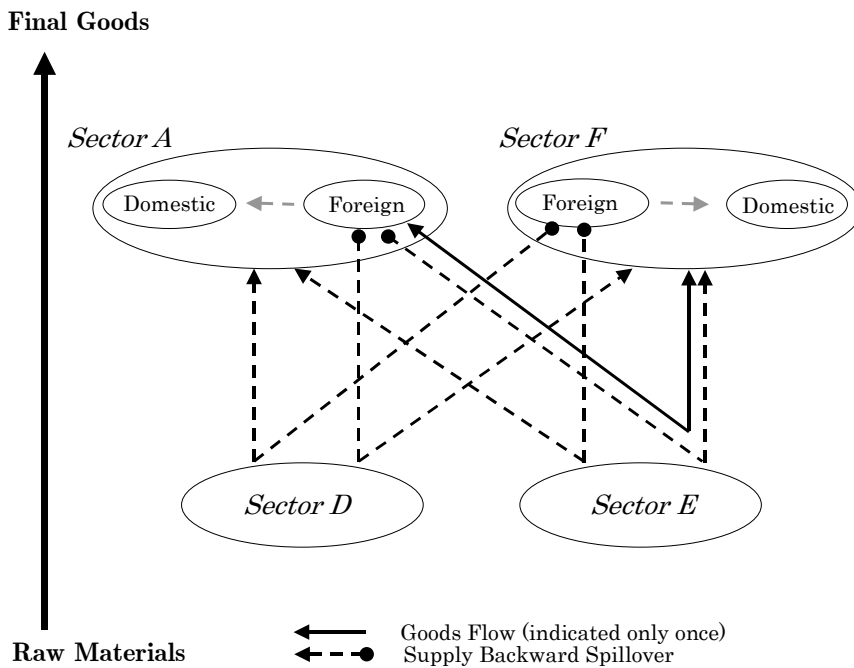 Final Goods
Sector A
Sector F
Domestic
Foreign
Foreign
Domestic
Sector D
Sector E
Goods Flow (indicated only once)
Raw Materials
Supply Backward Spillover